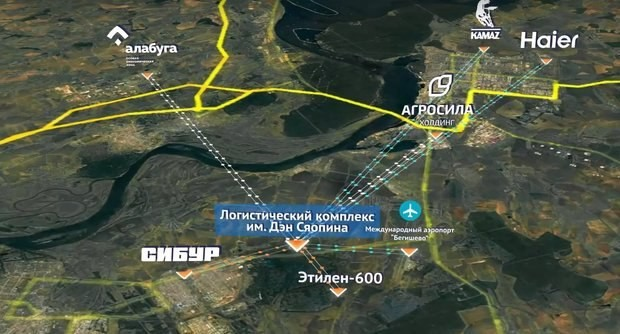 алабуга
KAMAZ
Haier
АГРОСИЛА
ХОЛДИНГ
Логистический комплекс
им. Дэн Сяопина
Международный аэропорт
"Бегишево"
СИБУР
Этилен-600